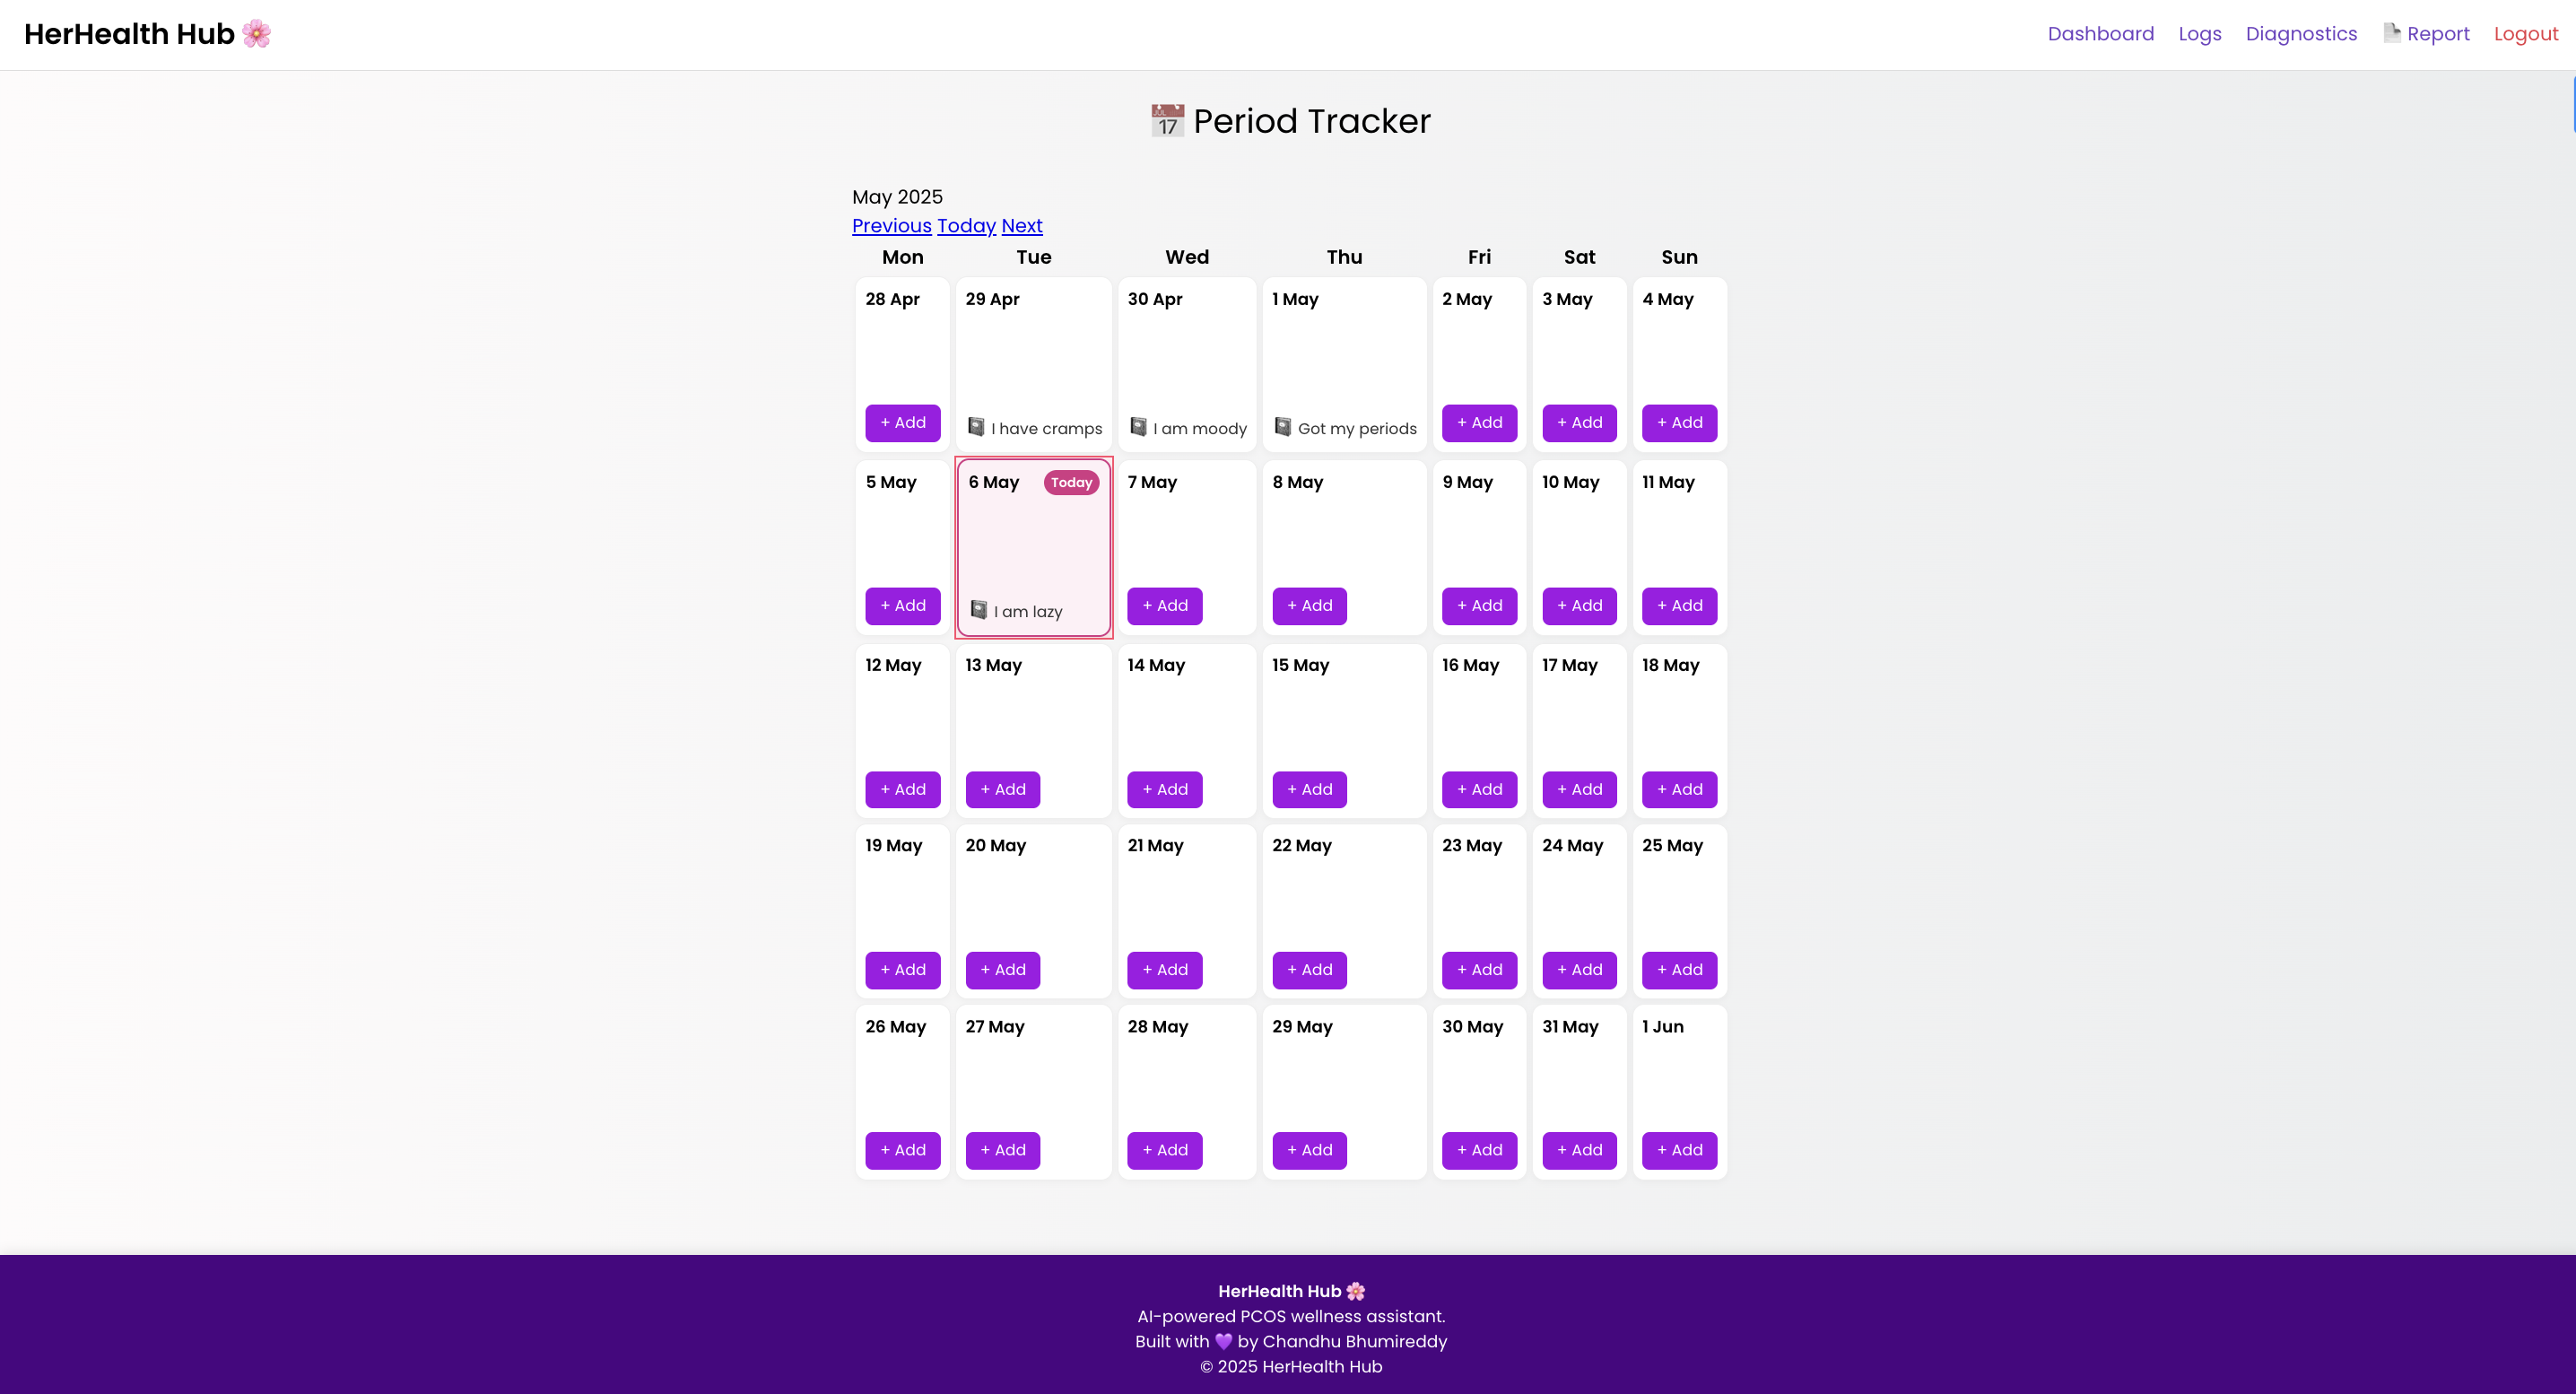 HerHealth Hub 🌸
Dashboard Logs Diagnostics Report Logout
Period Tracker
May 2025
Previous Today Next
Mon Tue Wed Thu Fri Sat Sun
28 Apr 29 Apr 30 Apr 1 May 2 May 3 May 4 May
+ Add I have cramps I am moody Got my periods + Add + Add + Add
5 May 6 May Today 7 May 8 May 9 May 10 May 11 May
+ Add I am lazy + Add + Add + Add + Add + Add
12 May 13 May 14 May 15 May 16 May 17 May 18 May
+ Add + Add + Add + Add + Add + Add + Add
19 May 20 May 21 May 22 May 23 May 24 May 25 May
+ Add + Add + Add + Add + Add + Add + Add
26 May 27 May 28 May 29 May 30 May 31 May 1 Jun
+ Add + Add + Add + Add + Add + Add + Add
HerHealth Hub 🌸
AI-powered PCOS wellness assistant.
Built with 💜 by Chandhu Bhumireddy
© 2025 HerHealth Hub